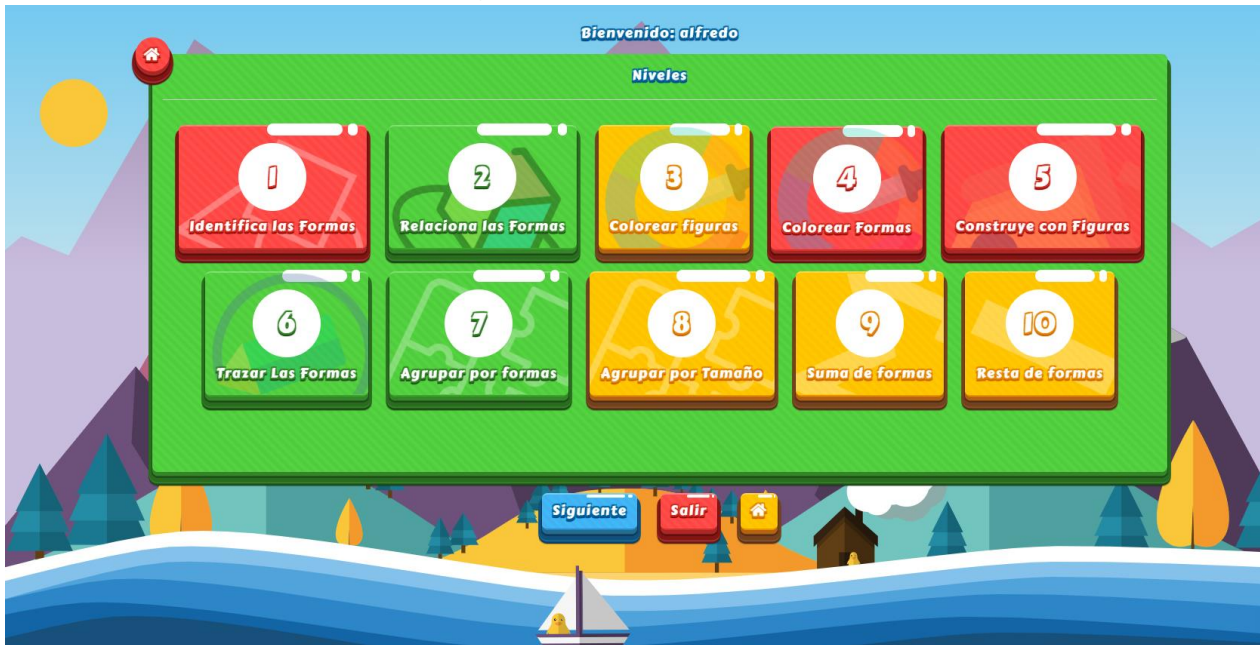 Bienvenido: alfredo
Niveles
1
Identifica las Formas
2
Relaciona las Formas
3
Colorear figuras
4
Colorear Formas
5
Construye con Figuras
6
Trazar Las Formas
7
Agrupar por formas
8
Agrupar por Tamaño
9
Suma de formas
10
Resta de formas
Siguiente
Salir